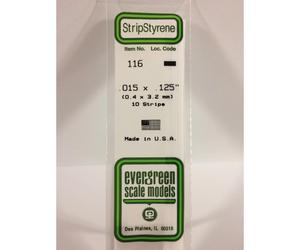 StripStyrene
Item No. Loc. Code
116
.015 x .125"
(0.4 x 3.2 mm)
10 Strips
Made in U.S.A.
evergreen
scale models
Des Plaines, IL 60018